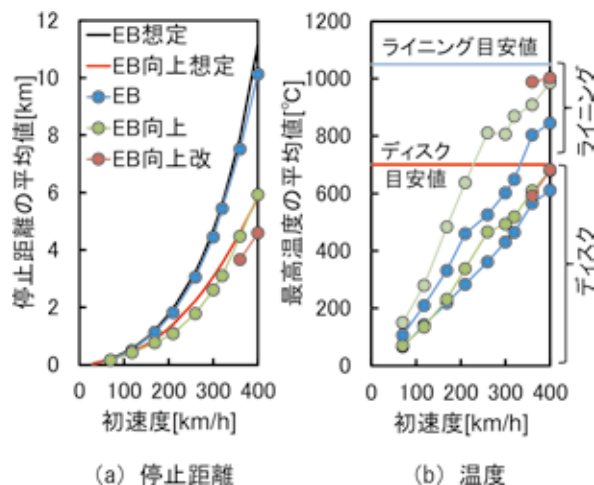 停止距離の平均値[km]
12
10
8
6
4
2
0
EB想定
EB向上想定
EB
EB向上
EB向上改
0 100 200 300 400
初速度[km/h]
(a) 停止距離
最高温度の平均値[℃]
1200
1000
800
600
400
200
0
ライニング目安値
ディスク
目安値
ライニング
ディスク
0 100 200 300 400
初速度[km/h]
(b) 温度